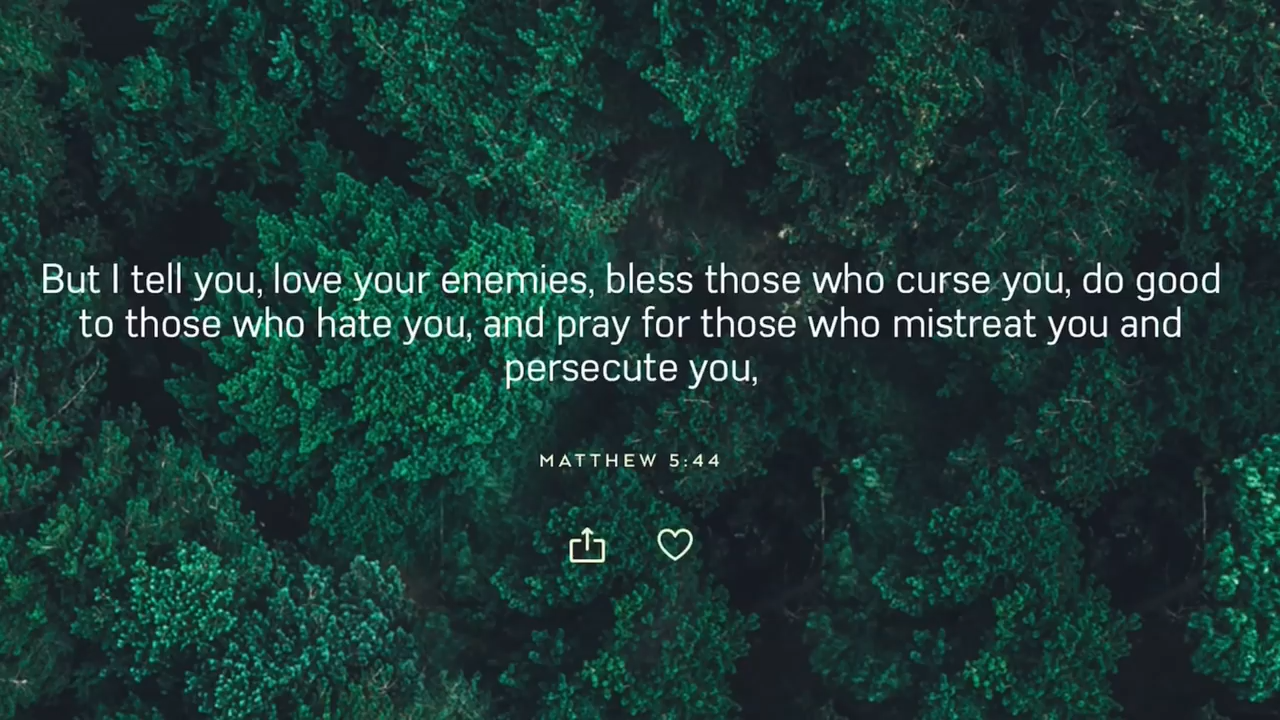 But I tell you, love your enemies, bless those who curse you, do good
to those who hate you, and pray for those who mistreat you and
persecute you,
MATTHEW 5:44